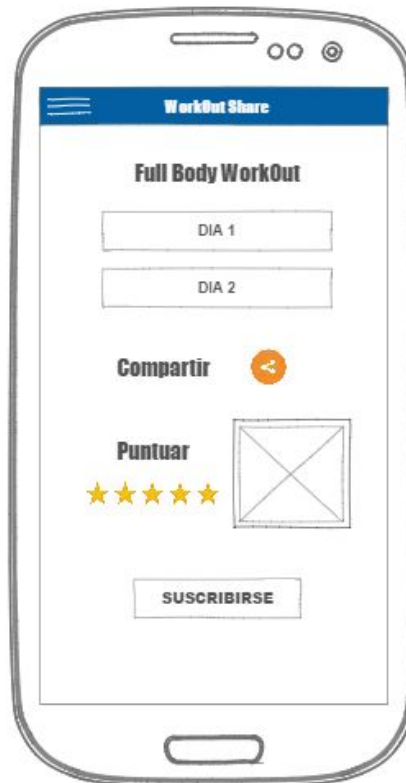 WorkOut Share
Full Body WorkOut
DIA 1
DIA 2
Compartir
Puntuar
SUSCRIBIRSE